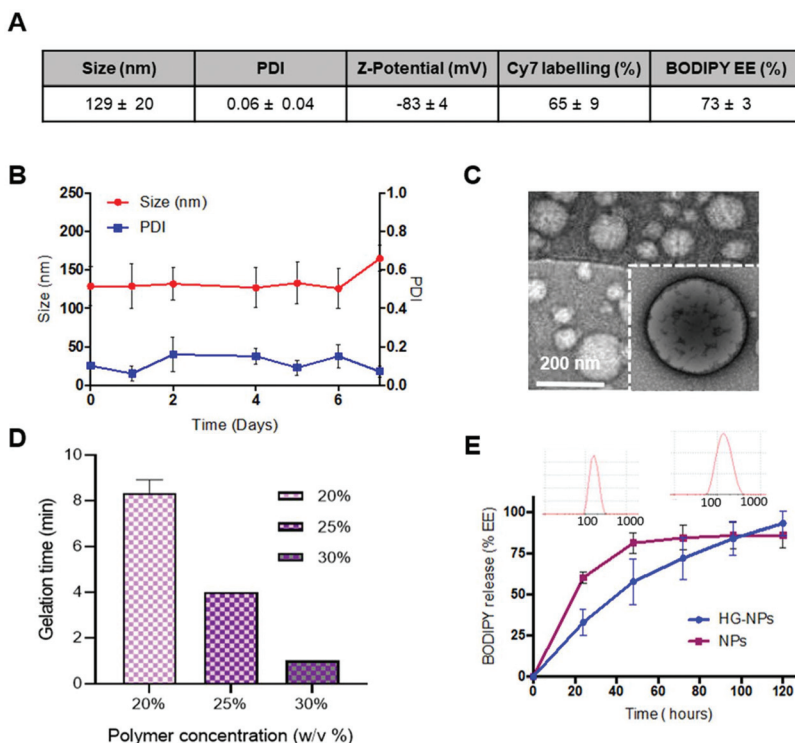 A
Size (nm) PDI Z-Potential (mV) Cy7 labelling (%) BODIPY EE (%)
129 ± 20 0.06 ± 0.04 -83 ± 4 65 ± 9 73 ± 3
B
250
200
150
100
50
0
Size (nm)
Size (nm)
PDI
1.0
0.8
0.6
0.4
0.2
0.0
PDI
0 2 4 6
Time (Days)
C
200 nm
D
10
8
6
4
2
0
Gelation time (min)
20%
25%
30%
20% 25% 30%
Polymer concentration (w/v %)
E
100 1000
100 1000
100
75
50
25
0
BODIPY release (% EE)
HG-NPs
NPs
0 20 40 60 80 100 120
Time ( hours)